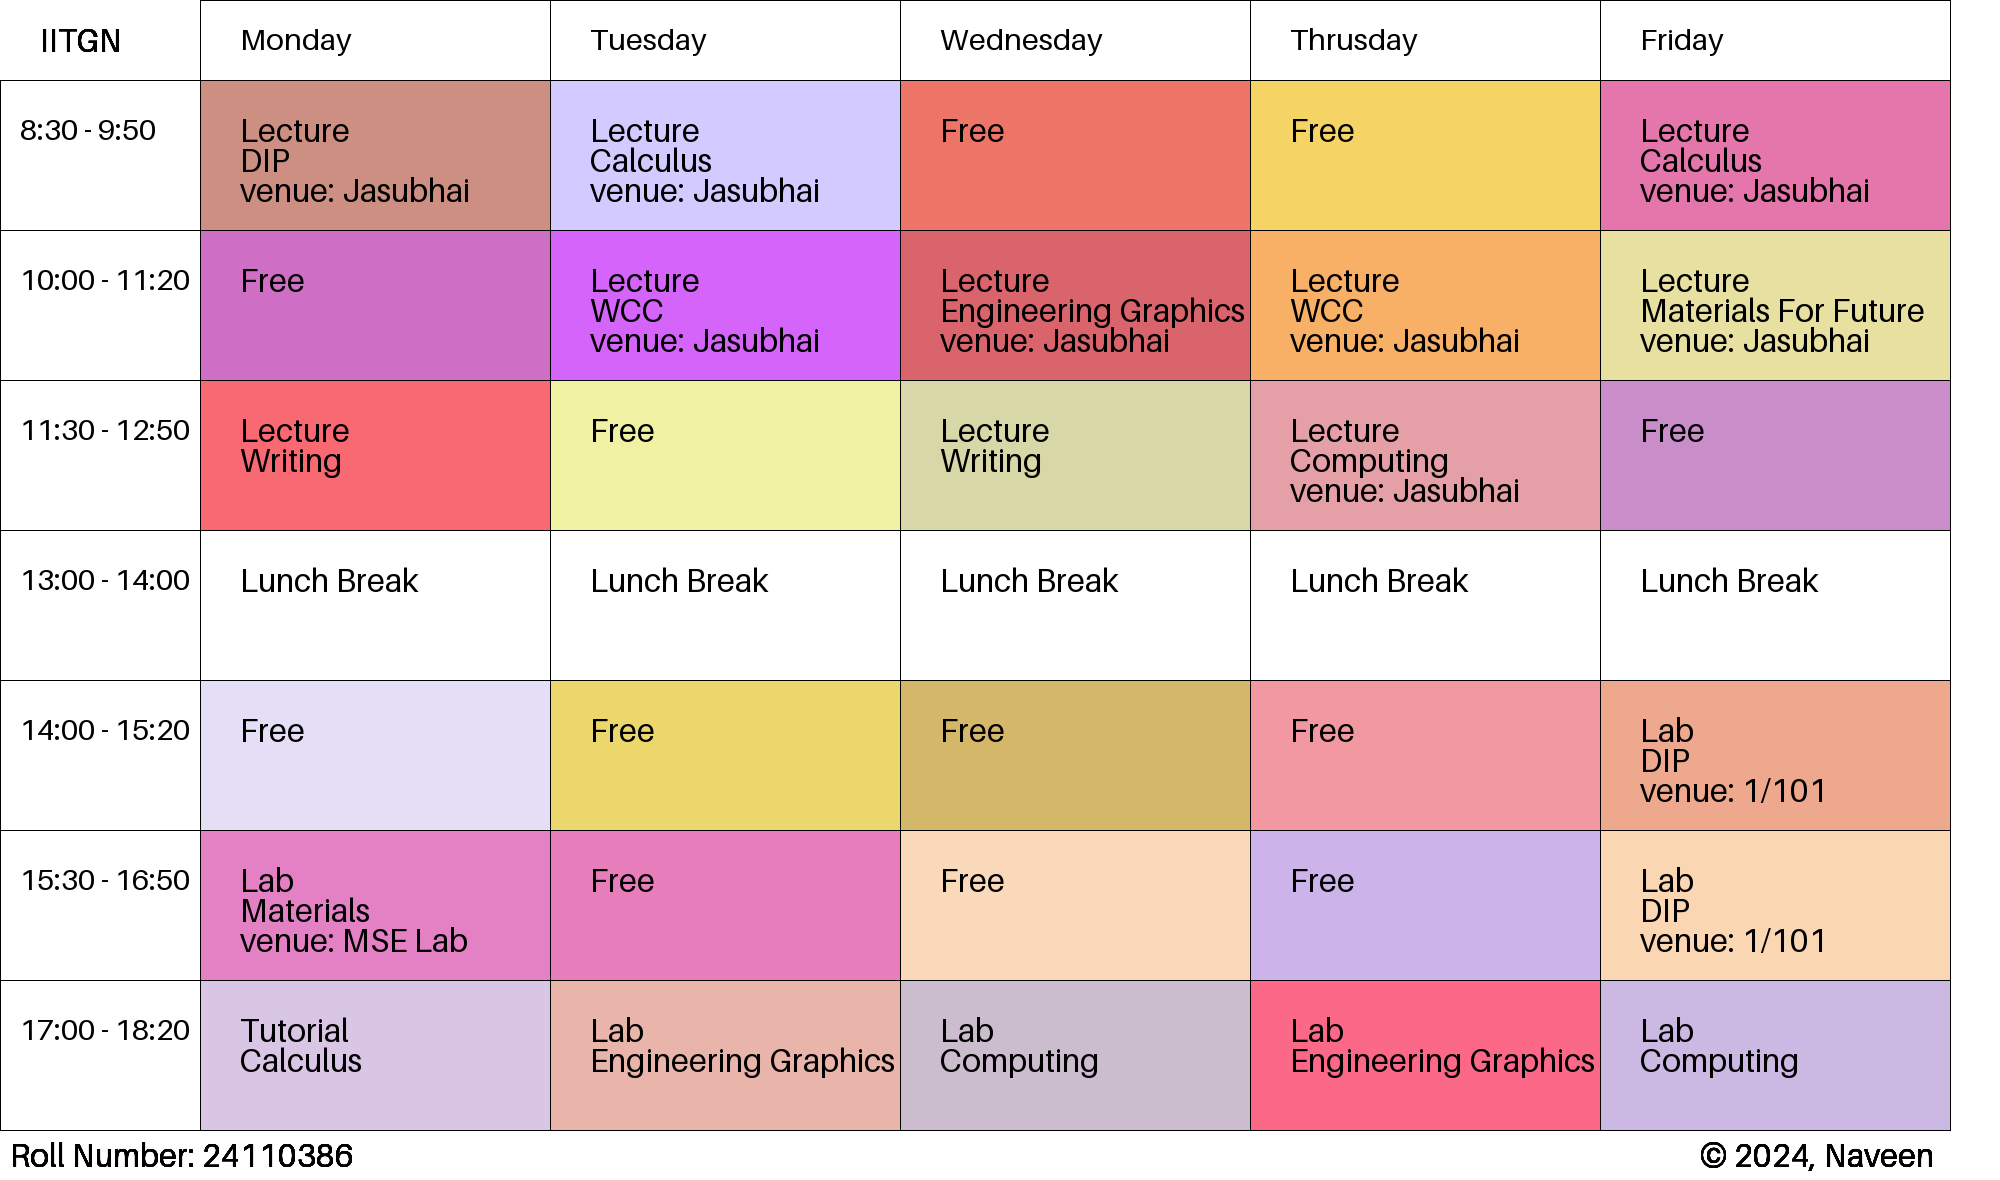 IITGN Monday Tuesday Wednesday Thrusday Friday
8:30 - 9:50
Lecture
DIP
venue: Jasubhai
Lecture
Calculus
venue: Jasubhai
Free
Free
Lecture
Calculus
venue: Jasubhai
10:00 - 11:20
Free
Lecture
WCC
venue: Jasubhai
Lecture
Engineering Graphics
venue: Jasubhai
Lecture
WCC
venue: Jasubhai
Lecture
Materials For Future
venue: Jasubhai
11:30 - 12:50
Lecture
Writing
Free
Lecture
Writing
Lecture
Computing
venue: Jasubhai
Free
13:00 - 14:00
Lunch Break
Lunch Break
Lunch Break
Lunch Break
Lunch Break
14:00 - 15:20
Free
Free
Free
Free
Lab
DIP
venue: 1/101
15:30 - 16:50
Lab
Materials
venue: MSE Lab
Free
Free
Free
Lab
DIP
venue: 1/101
17:00 - 18:20
Tutorial
Calculus
Lab
Engineering Graphics
Lab
Computing
Lab
Engineering Graphics
Lab
Computing
Roll Number: 24110386
© 2024, Naveen